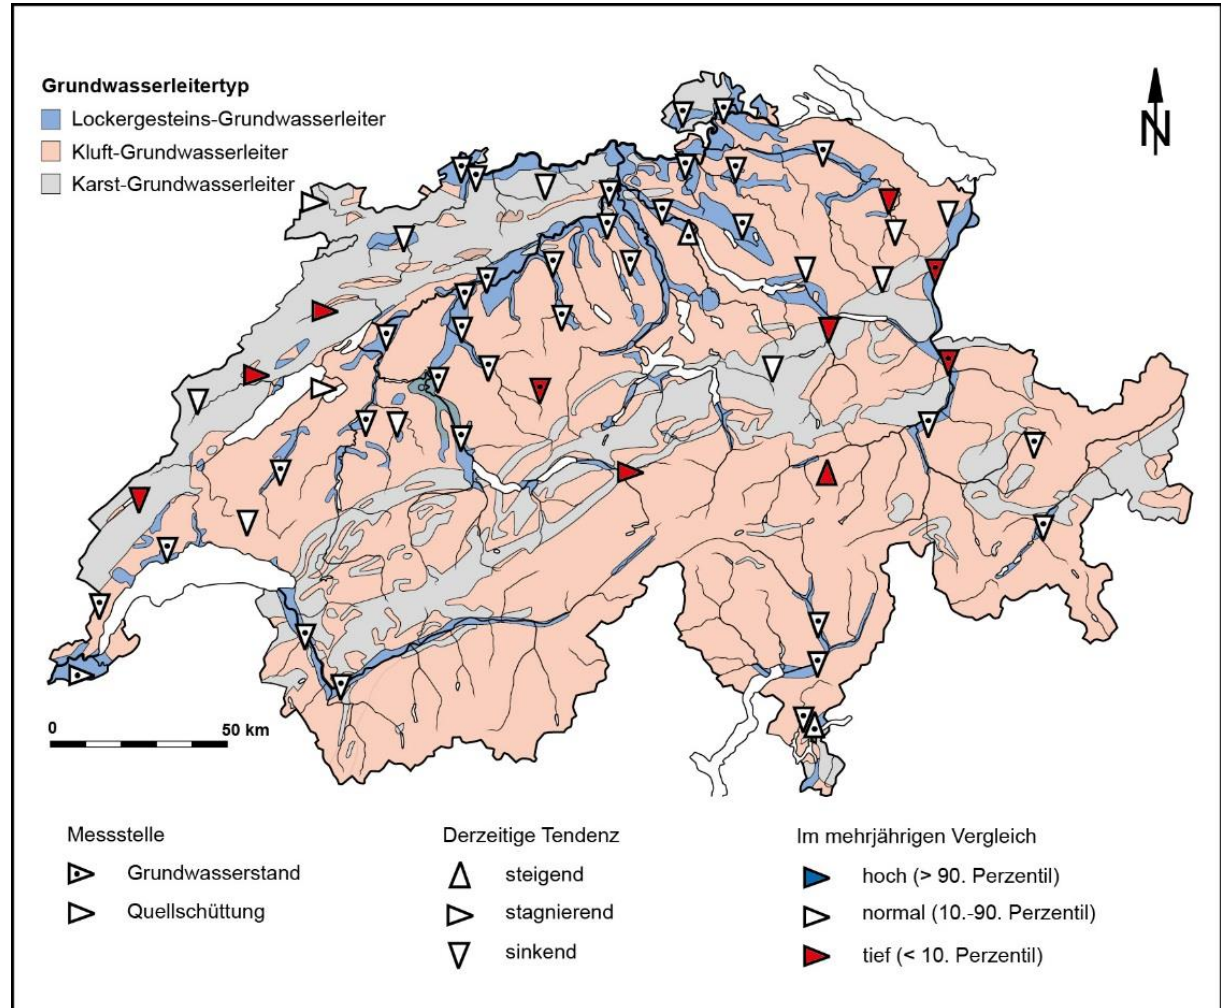 Grundwasserleitertyp
Lockergesteins-Grundwasserleiter
Kluft-Grundwasserleiter
Karst-Grundwasserleiter
N
0 50 km
Messstelle
Grundwasserstand
Quellschüttung
Derzeitige Tendenz
steigend
stagnierend
sinkend
Im mehrjährigen Vergleich
hoch (> 90. Perzentil)
normal (10.-90. Perzentil)
tief (< 10. Perzentil)